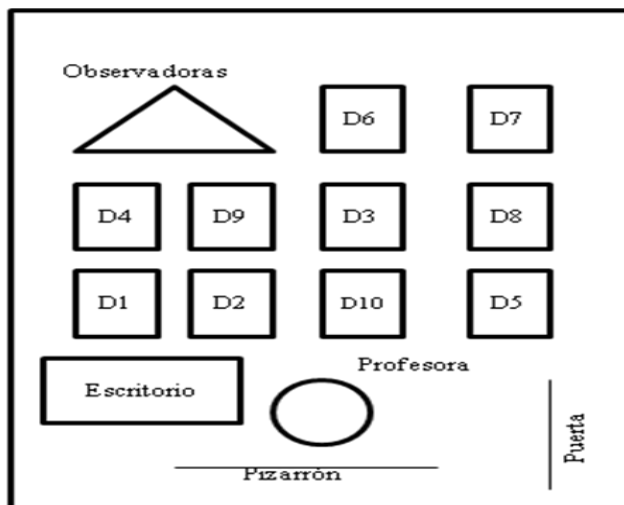 Observadoras
D6 D7
D4 D9 D3 D8
D1 D2 D10 D5
Profesora
Escritorio
Puerta
Pizarrón